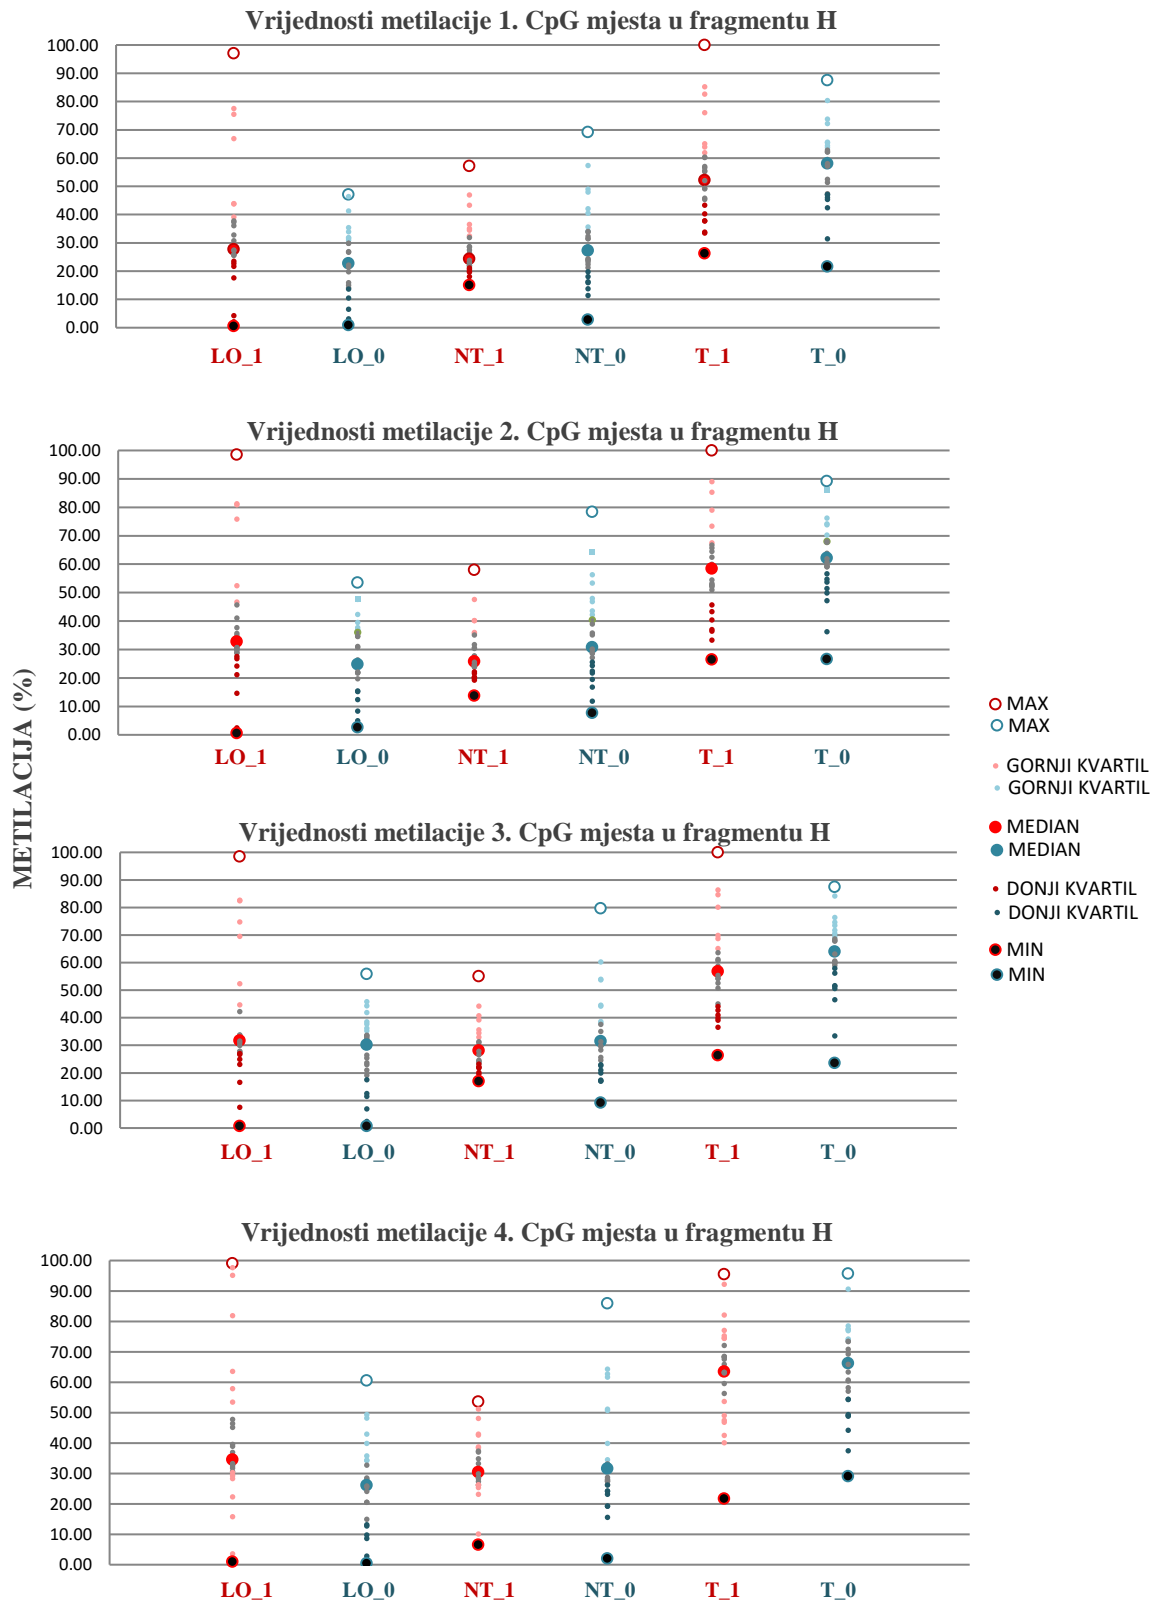 Vrijednosti metilacije 1. CpG mjesta u fragmentu H
100.00
90.00
80.00
70.00
60.00
50.00
40.00
30.00
20.00
10.00
0.00
LO_1 LO_0 NT_1 NT_0 T_1 T_0
Vrijednosti metilacije 2. CpG mjesta u fragmentu H
100.00
90.00
80.00
70.00
60.00
50.00
40.00
30.00
20.00
10.00
0.00
LO_1 LO_0 NT_1 NT_0 T_1 T_0
METILACIJA (%)
MAX
MAX
GORNJI KVARTIL
GORNJI KVARTIL
MEDIAN
MEDIAN
DONJI KVARTIL
DONJI KVARTIL
MIN
MIN
Vrijednosti metilacije 3. CpG mjesta u fragmentu H
100.00
90.00
80.00
70.00
60.00
50.00
40.00
30.00
20.00
10.00
0.00
LO_1 LO_0 NT_1 NT_0 T_1 T_0
Vrijednosti metilacije 4. CpG mjesta u fragmentu H
100.00
90.00
80.00
70.00
60.00
50.00
40.00
30.00
20.00
10.00
0.00
LO_1 LO_0 NT_1 NT_0 T_1 T_0